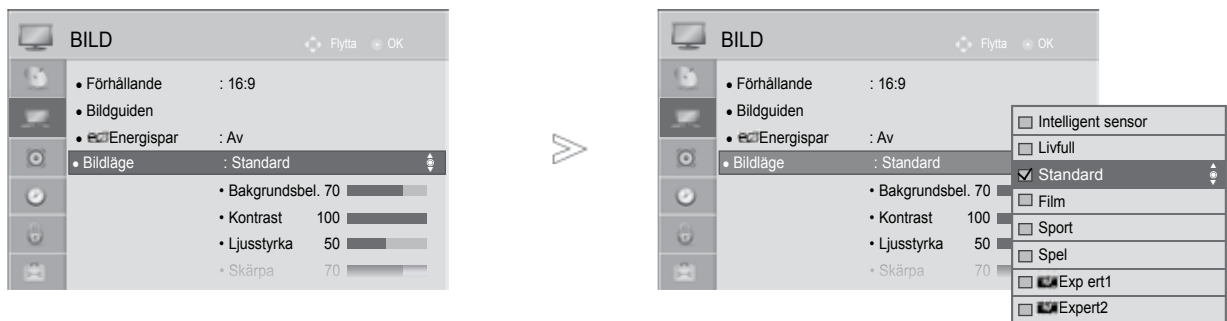 BILD Flytta OK
• Förhållande : 16:9
• Bildguiden
• Energispar : Av
• Bildläge : Standard
• Bakgrundsbel. 70
• Kontrast 100
• Ljusstyrka 50
• Skärpa 70
BILD Flytta OK
• Förhållande : 16:9
• Bildguiden
• Energispar : Av
• Bildläge : Standard
• Bakgrundsbel. 70
• Kontrast 100
• Ljusstyrka 50
• Skärpa 70
Intelligent sensor
Livfull
Standard
Film
Sport
Spel
Exp ert1
Expert2